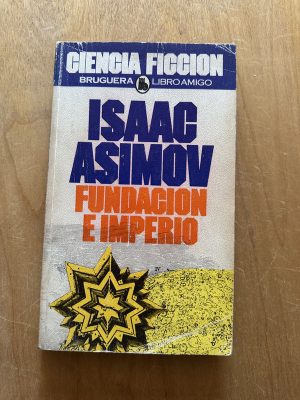 CIENCIA FICCION
BRUGUERA LIBRO AMIGO
ISAAC
ASIMOV
FUNDACION
E IMPERIO